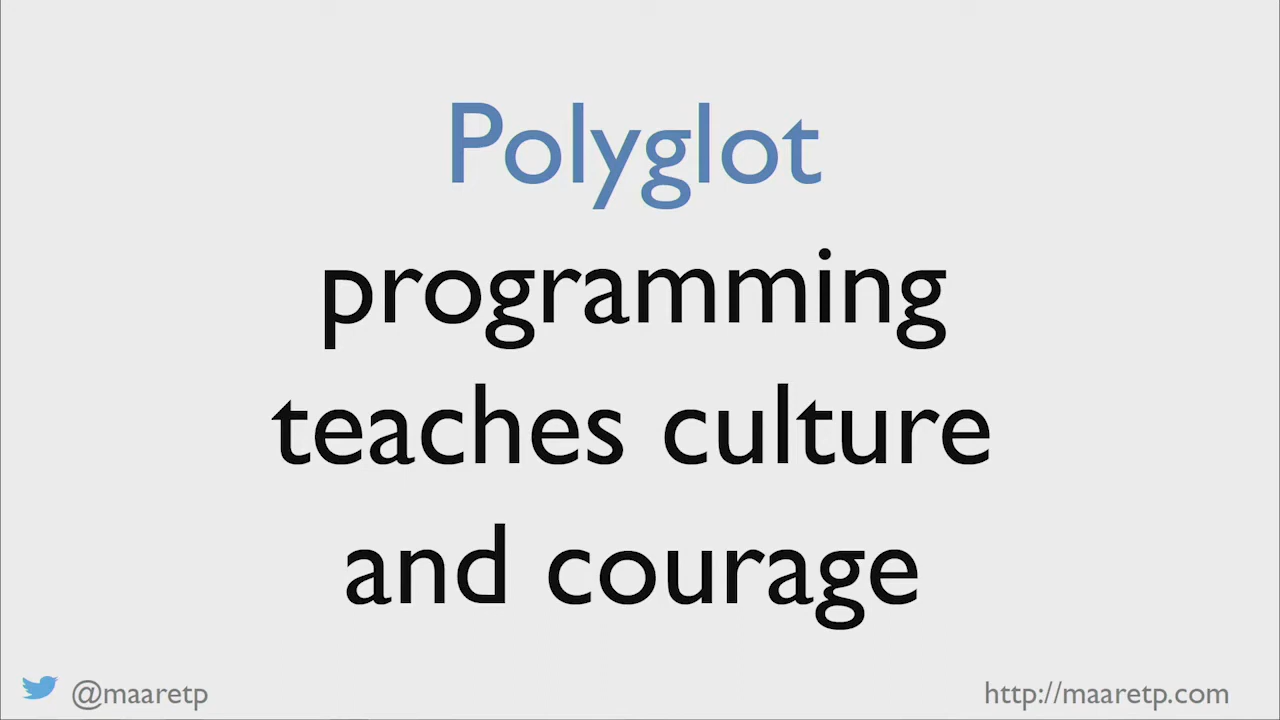 Polyglot
programming
teaches culture
and courage
@maaretp
http://maaretp.com